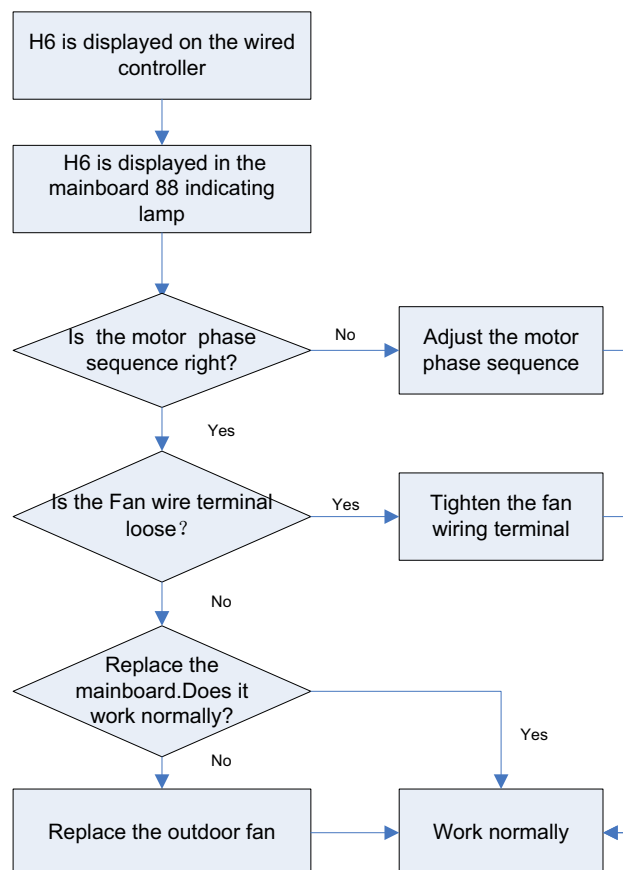 H6 is displayed on the wired
controller
H6 is displayed in the
mainboard 88 indicating
lamp
Is the motor phase
sequence right?
No
Adjust the motor
phase sequence
Yes
Is the Fan wire terminal
loose？
Yes
Tighten the fan
wiring terminal
No
Replace the
mainboard.Does it
work normally?
Yes
No
Replace the outdoor fan
Work normally